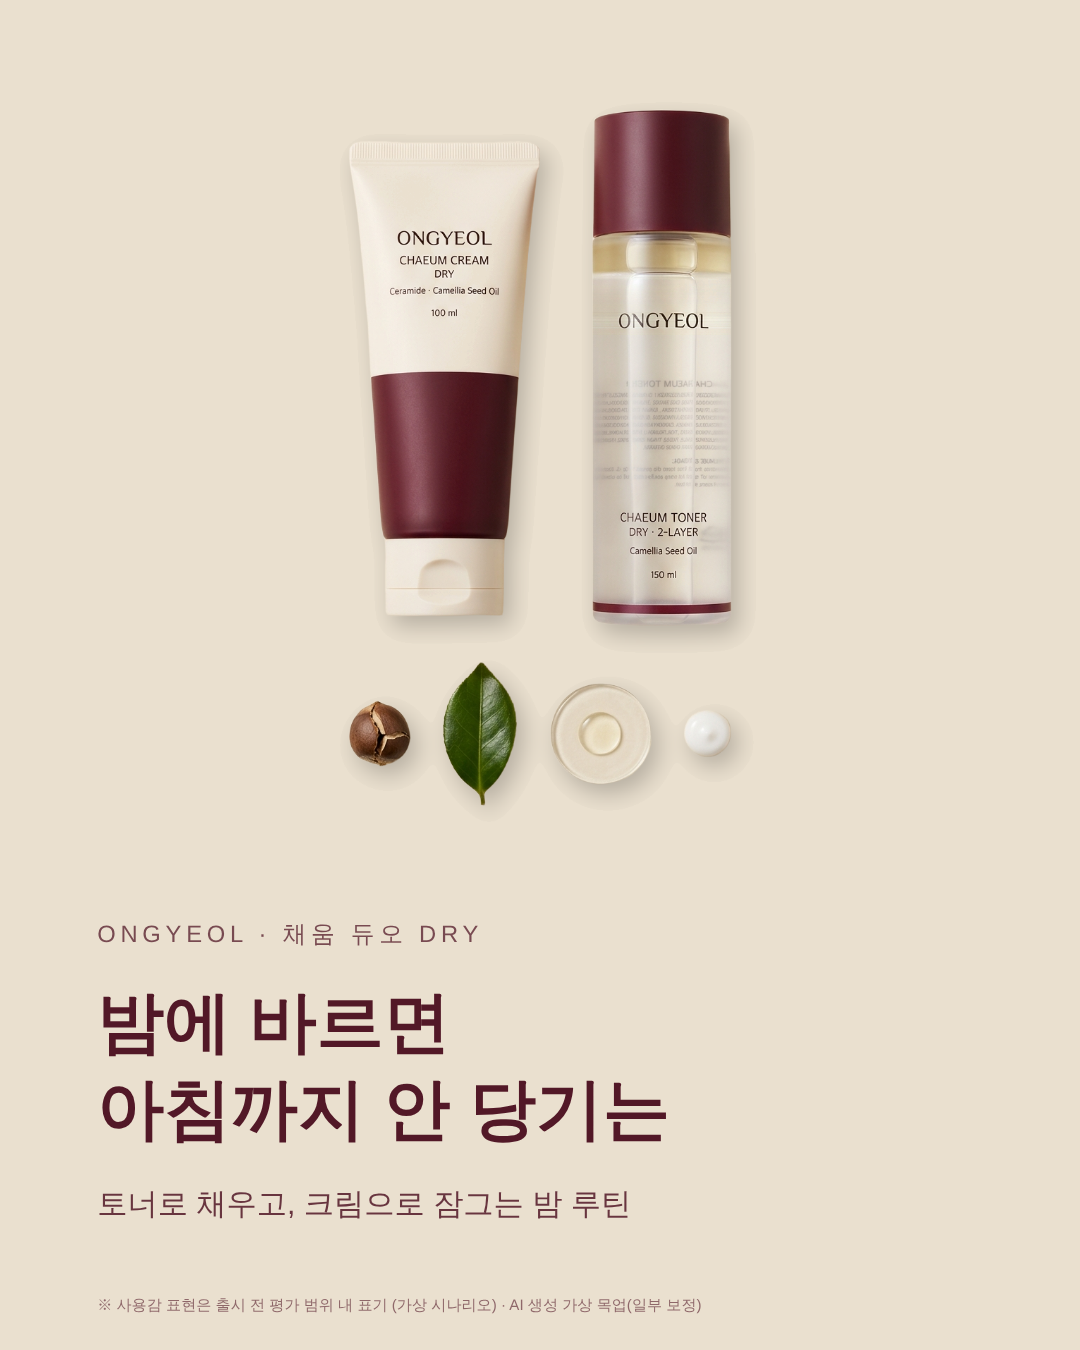 ONGYEOL
CHAEUM CREAM
DRY
Ceramide · Camellia Seed Oil
100 ml
ONGYEOL
CHAEUM TONER
DRY · 2-LAYER
Camellia Seed Oil
150 ml
ONGYEOL · 채움 듀오 DRY
밤에 바르면
아침까지 안 당기는
토너로 채우고, 크림으로 잠그는 밤 루틴
※ 사용감 표현은 출시 전 평가 범위 내 표기 (가상 시나리오) · AI 생성 가상 목업(일부 보정)